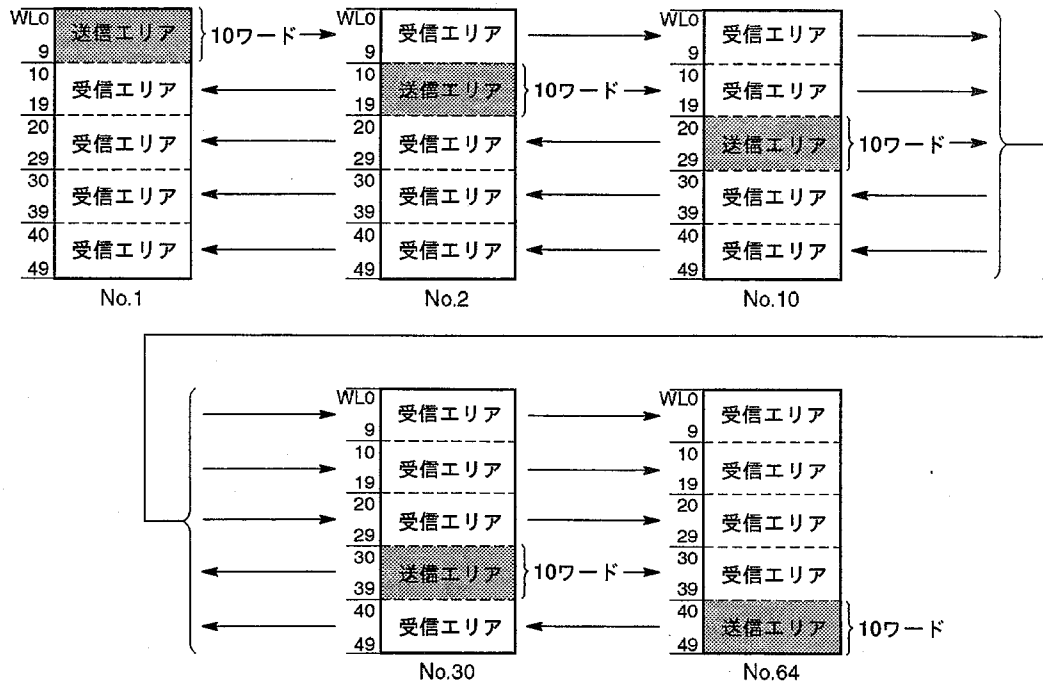 WL0 送信エリア 10ワード WL0 受信エリア WL0 受信エリア
9 9 9
10 受信エリア 10 送信エリア 10ワード 10 受信エリア
19 19 19
20 受信エリア 20 受信エリア 20 送信エリア 10ワード
29 29 29
30 受信エリア 30 受信エリア 30 受信エリア
39 39 39
40 受信エリア 40 受信エリア 40 受信エリア
49 49 49
No.1 No.2 No.10
WL0 受信エリア WL0 受信エリア
9 9
10 受信エリア 10 受信エリア
19 19
20 受信エリア 20 受信エリア
29 29
30 送信エリア 10ワード 30 受信エリア
39 39
40 受信エリア 40 送信エリア 10ワード
49 49
No.30 No.64